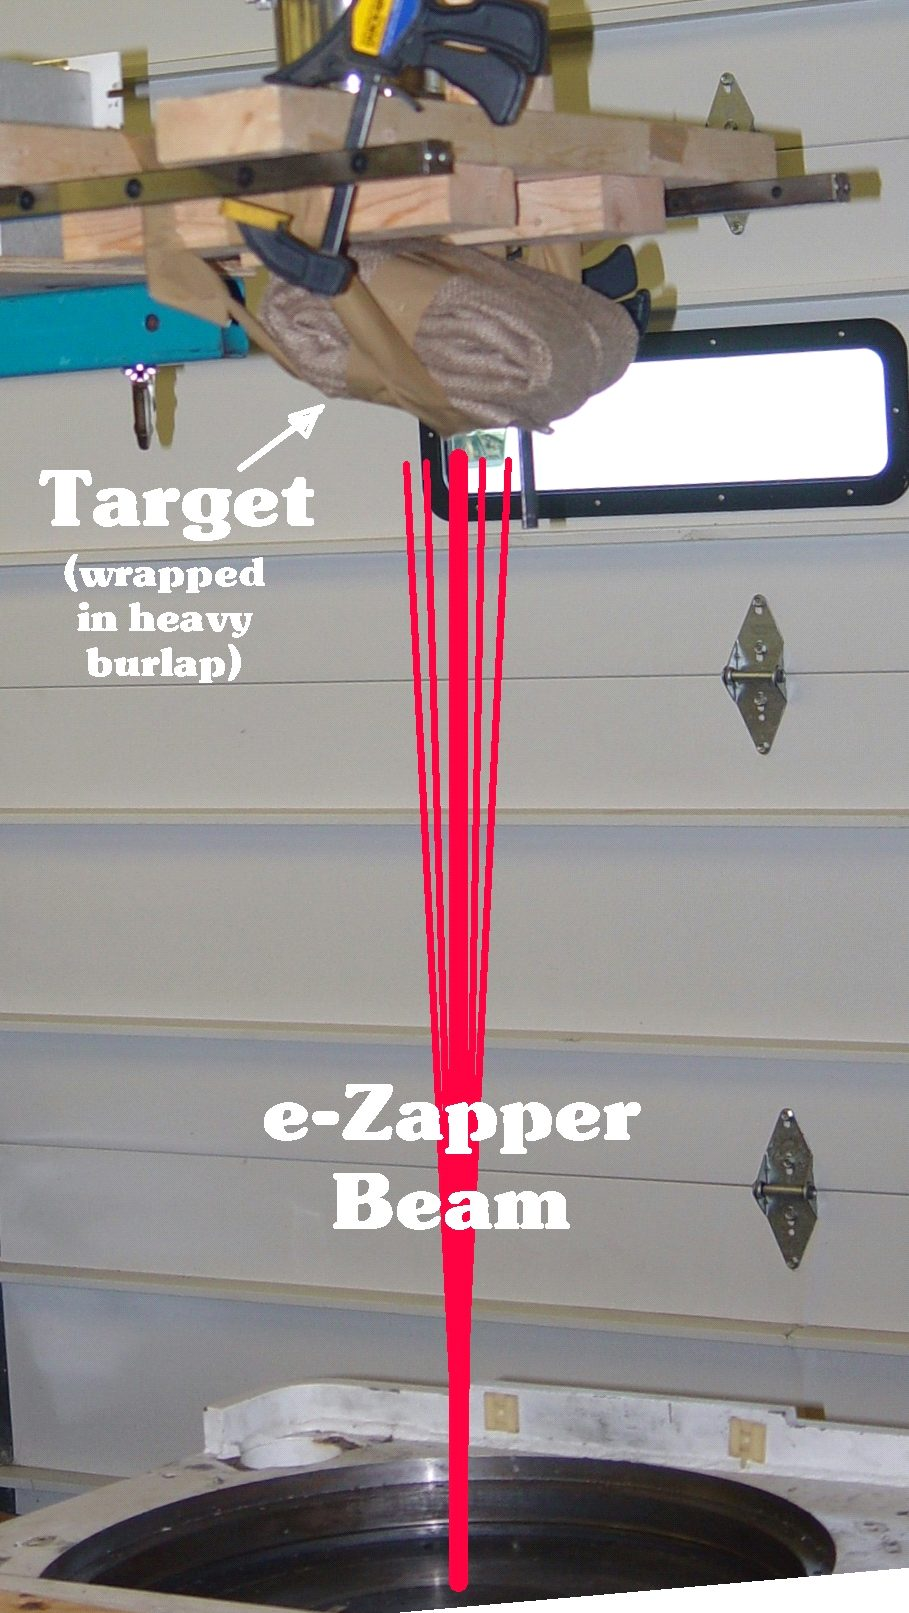 Target
(wrapped
in heavy
burlap)
e-Zapper
Beam